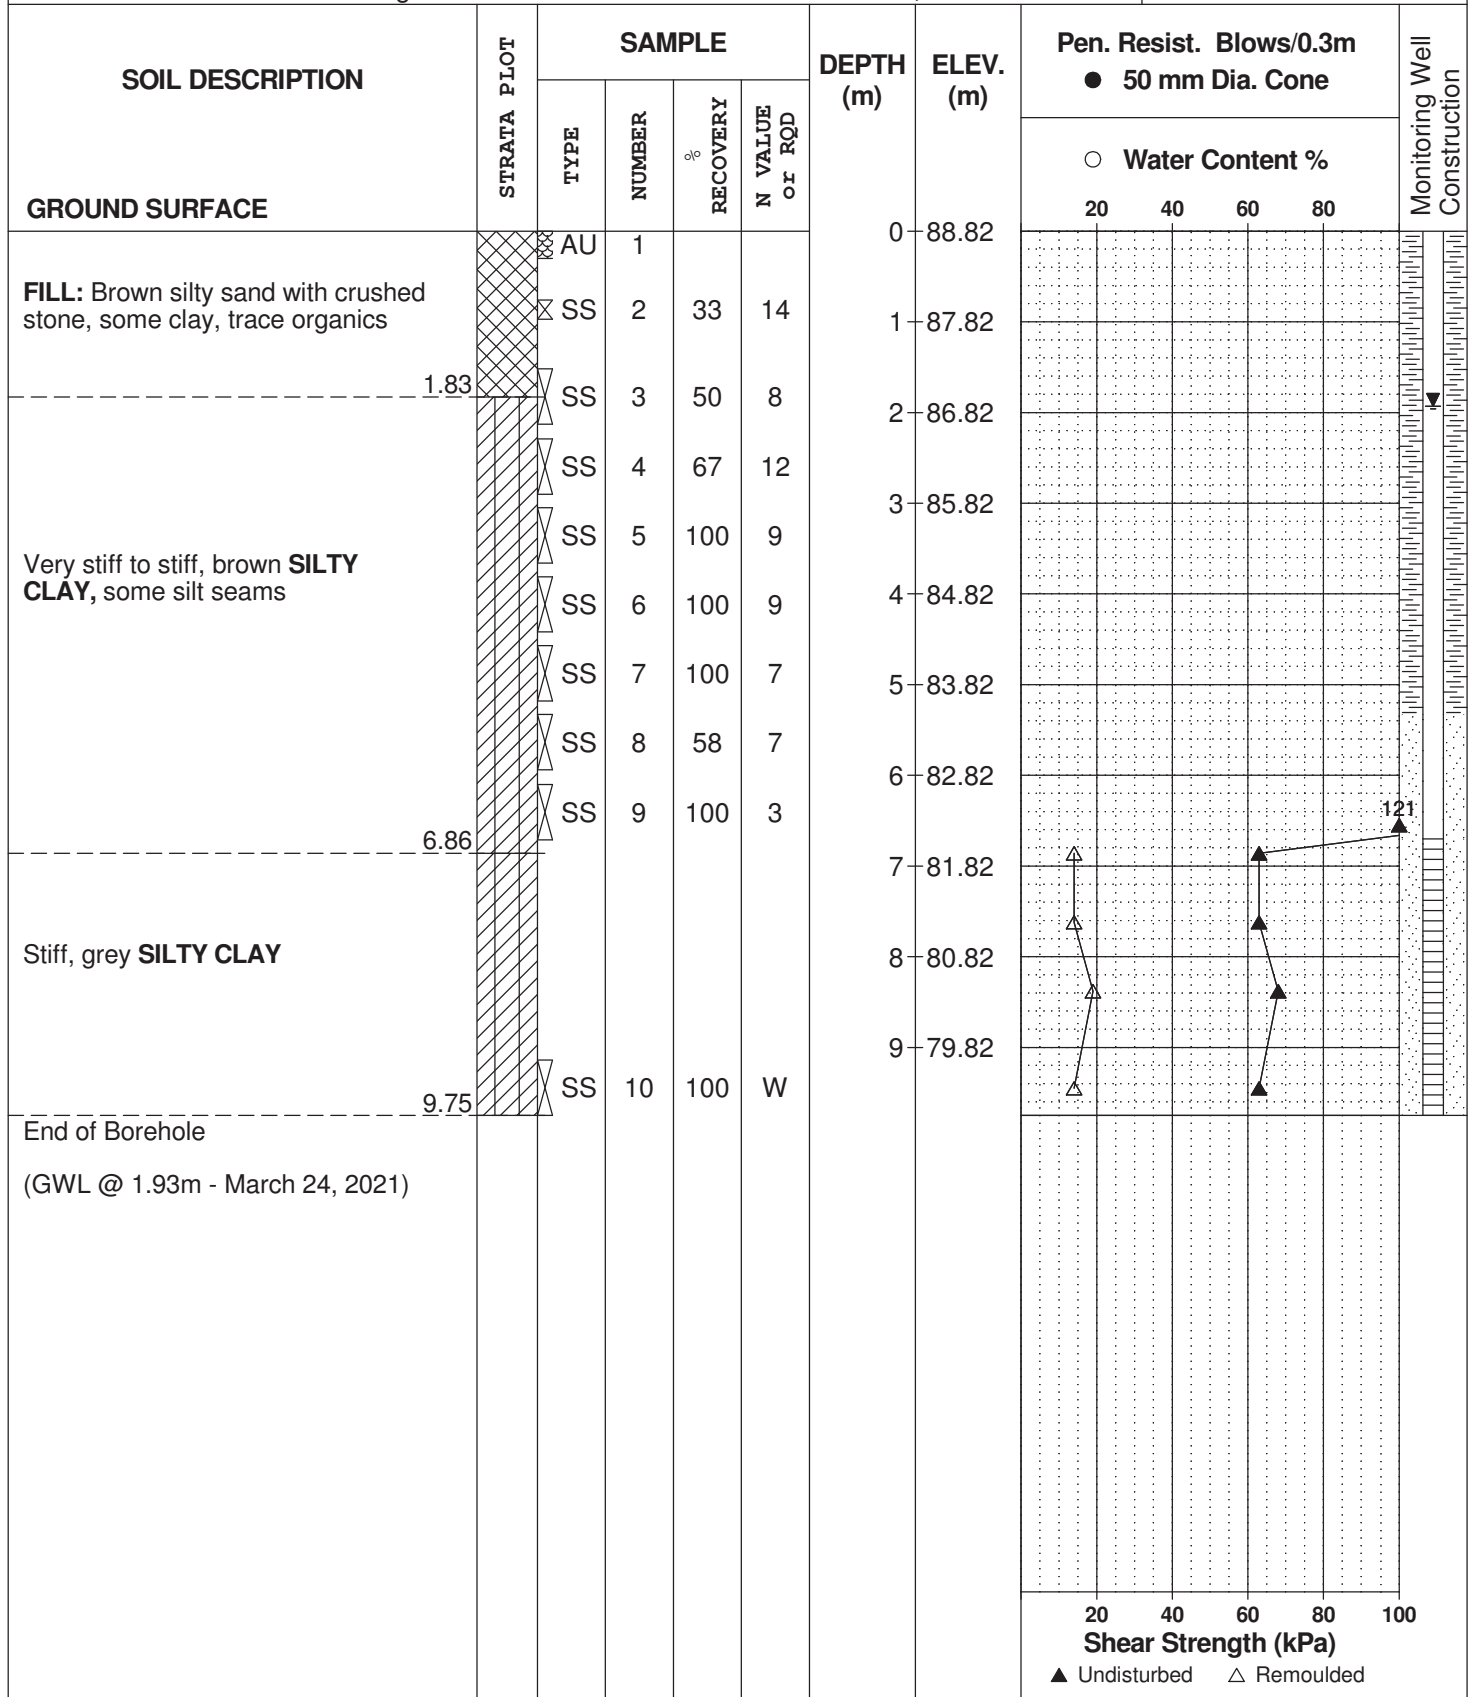 SOIL DESCRIPTION
GROUND SURFACE
STRATA PLOT
SAMPLE
TYPE
NUMBER
%
RECOVERY
N VALUE
or RQD
DEPTH
(m)
ELEV.
(m)
Pen. Resist. Blows/0.3m
● 50 mm Dia. Cone
○ Water Content %
20 40 60 80
Monitoring Well
Construction
0 88.82
AU 1
FILL: Brown silty sand with crushed
stone, some clay, trace organics
SS 2 33 14
1 87.82
1.83
SS 3 50 8
2 86.82
SS 4 67 12
3 85.82
SS 5 100 9
Very stiff to stiff, brown SILTY
CLAY, some silt seams
SS 6 100 9
4 84.82
SS 7 100 7
5 83.82
SS 8 58 7
6 82.82
SS 9 100 3
121
6.86
7 81.82
Stiff, grey SILTY CLAY
8 80.82
9 79.82
SS 10 100 W
9.75
End of Borehole
(GWL @ 1.93m - March 24, 2021)
20 40 60 80 100
Shear Strength (kPa)
▲ Undisturbed △ Remoulded